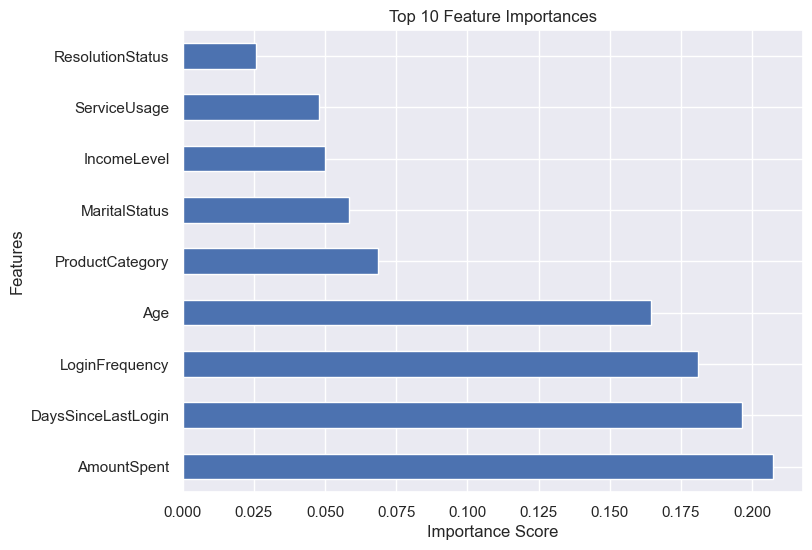 Top 10 Feature Importances
Features
ResolutionStatus
ServiceUsage
IncomeLevel
MaritalStatus
ProductCategory
Age
LoginFrequency
DaysSinceLastLogin
AmountSpent
0.000 0.025 0.050 0.075 0.100 0.125 0.150 0.175 0.200
Importance Score